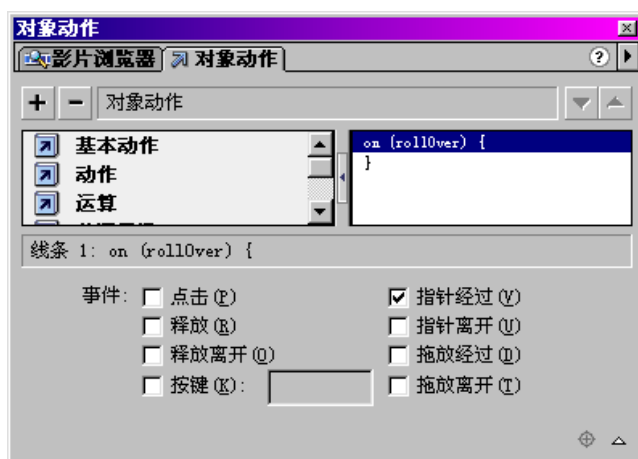 对象动作
影片浏览器 对象动作 ?
+ - 对象动作
基本动作
动作
运算
on (rollOver) {
}
线条 1: on (rollOver) {
事件: 点击(P) 指针经过(V)
释放(R) 指针离开(U)
释放离开(O) 拖放经过(D)
按键(K): 拖放离开(T)